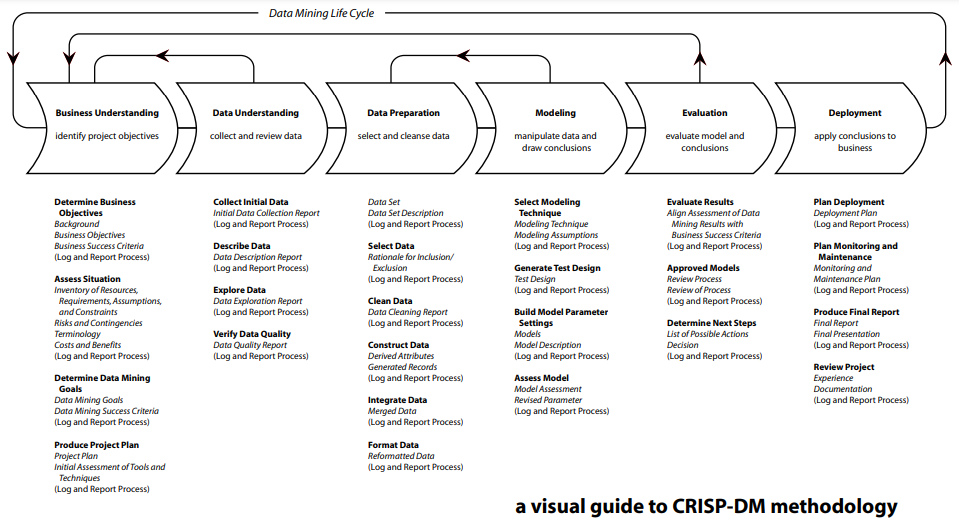 Data Mining Life Cycle
Business Understanding
identify project objectives
Data Understanding
collect and review data
Data Preparation
select and cleanse data
Modeling
manipulate data and
draw conclusions
Evaluation
evaluate model and
conclusions
Deployment
apply conclusions to
business
Determine Business
Objectives
Background
Business Objectives
Business Success Criteria
(Log and Report Process)
Assess Situation
Inventory of Resources,
Requirements, Assumptions,
and Constraints
Risks and Contingencies
Terminology
Costs and Benefits
(Log and Report Process)
Determine Data Mining
Goals
Data Mining Goals
Data Mining Success Criteria
(Log and Report Process)
Produce Project Plan
Project Plan
Initial Assessment of Tools and
Techniques
(Log and Report Process)
Collect Initial Data
Initial Data Collection Report
(Log and Report Process)
Describe Data
Data Description Report
(Log and Report Process)
Explore Data
Data Exploration Report
(Log and Report Process)
Verify Data Quality
Data Quality Report
(Log and Report Process)
Data Set
Data Set Description
(Log and Report Process)
Select Data
Rationale for Inclusion/
Exclusion
(Log and Report Process)
Clean Data
Data Cleaning Report
(Log and Report Process)
Construct Data
Derived Attributes
Generated Records
(Log and Report Process)
Integrate Data
Merged Data
(Log and Report Process)
Format Data
Reformatted Data
(Log and Report Process)
Select Modeling
Technique
Modeling Technique
Modeling Assumptions
(Log and Report Process)
Generate Test Design
Test Design
(Log and Report Process)
Build Model Parameter
Settings
Models
Model Description
(Log and Report Process)
Assess Model
Model Assessment
Revised Parameter
(Log and Report Process)
Evaluate Results
Align Assessment of Data
Mining Results with
Business Success Criteria
(Log and Report Process)
Approved Models
Review Process
Review of Process
(Log and Report Process)
Determine Next Steps
List of Possible Actions
Decision
(Log and Report Process)
Plan Deployment
Deployment Plan
(Log and Report Process)
Plan Monitoring and
Maintenance
Monitoring and
Maintenance Plan
(Log and Report Process)
Produce Final Report
Final Report
Final Presentation
(Log and Report Process)
Review Project
Experience
Documentation
(Log and Report Process)
a visual guide to CRISP-DM methodology